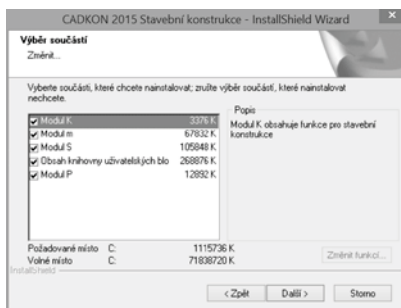 CADKON 2015 Stavební konstrukce - InstallShield Wizard
Výběr součástí
Změnit...
Vyberte součásti, které chcete nainstalovat; zrušte výběr součástí, které nainstalovat
nechcete.
Modul K 3376 K
Modul m 67832 K
Modul S 105848 K
Obsah knihovny uživatelských blo 268876 K
Modul P 12892 K
Popis
Modul K obsahuje funkce pro stavební
konstrukce
Požadované místo C: 1115736 K
Volné místo C: 71838720 K
Změnit funkci...
InstallShield
< Zpět
Další >
Storno